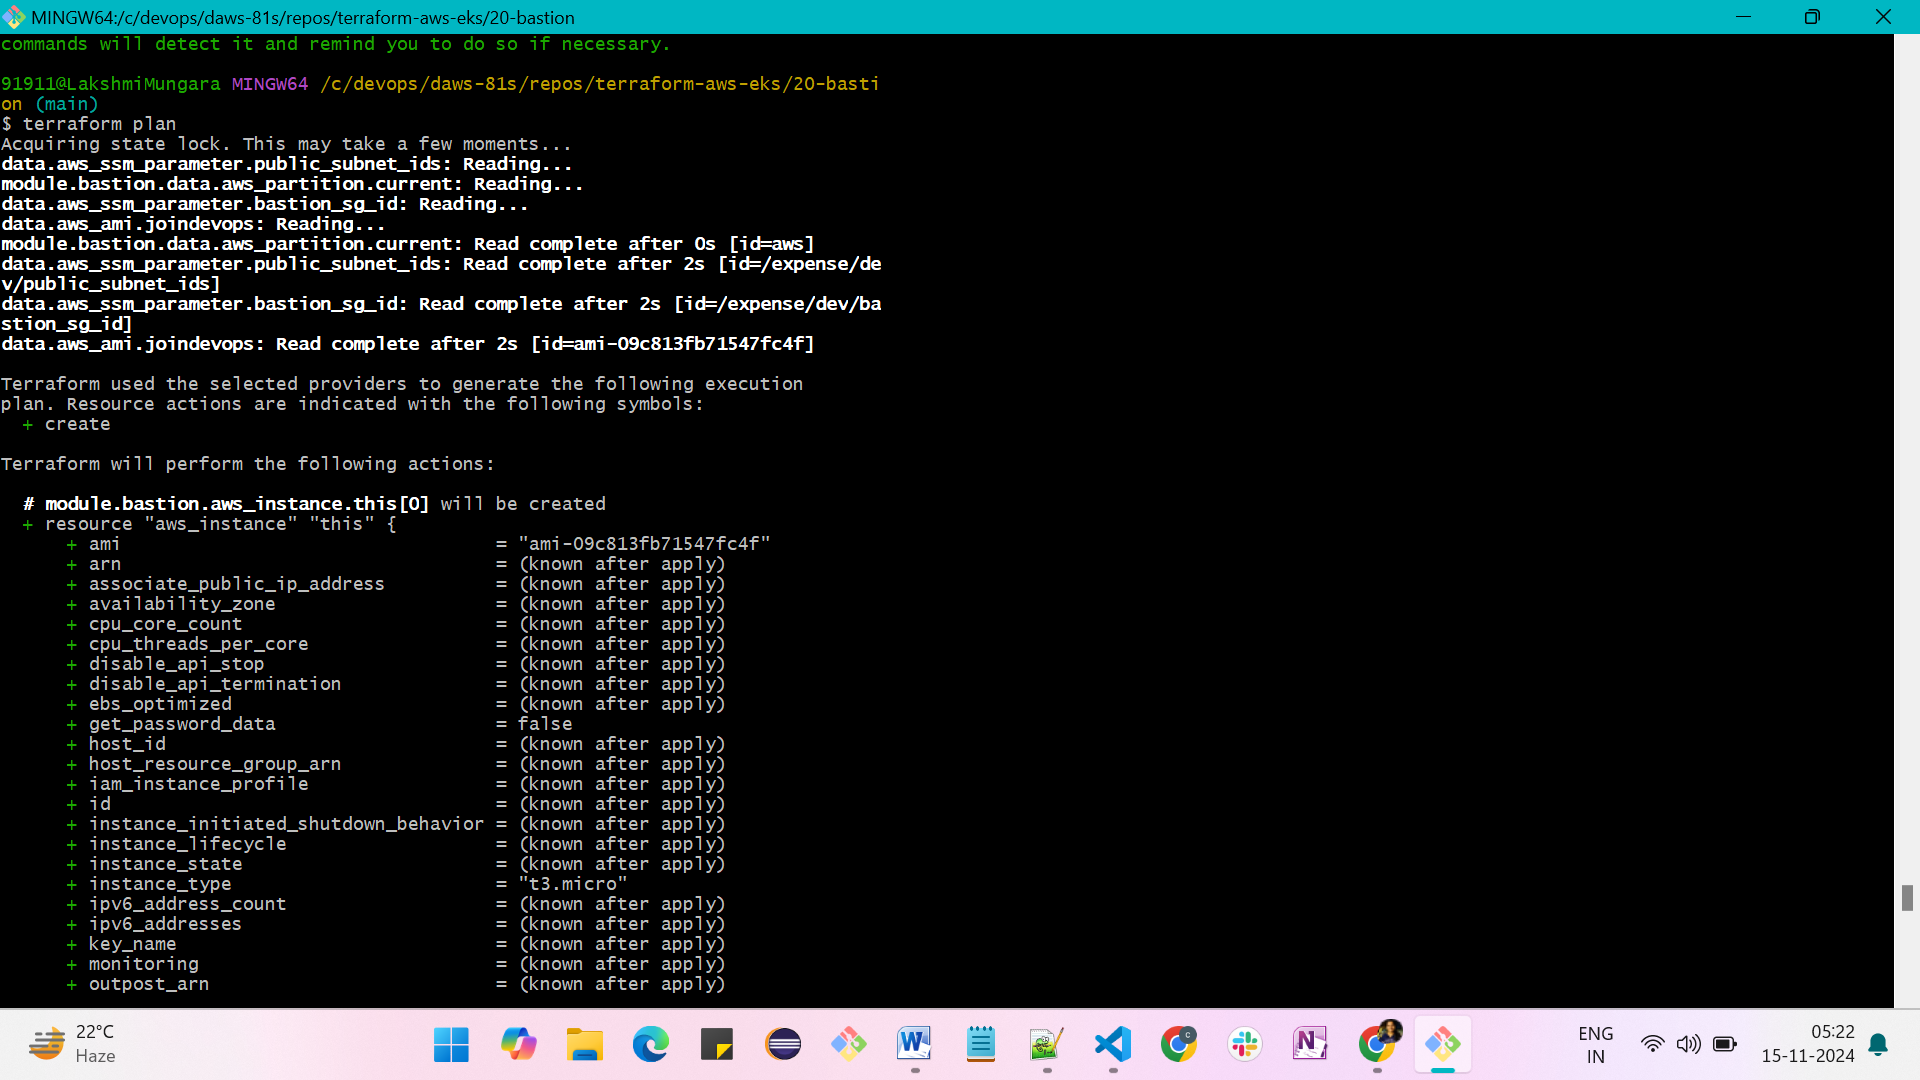 MINGW64:/c/devops/daws-81s/repos/terraform-aws-eks/20-bastion
commands will detect it and remind you to do so if necessary.
91911@LakshmiMungara MINGW64 /c/devops/daws-81s/repos/terraform-aws-eks/20-basti
on (main)
$ terraform plan
Acquiring state lock. This may take a few moments...
data.aws_ssm_parameter.public_subnet_ids: Reading...
module.bastion.data.aws_partition.current: Reading...
data.aws_ssm_parameter.bastion_sg_id: Reading...
data.aws_ami.joindevops: Reading...
module.bastion.data.aws_partition.current: Read complete after 0s [id=aws]
data.aws_ssm_parameter.public_subnet_ids: Read complete after 2s [id=/expense/de
v/public_subnet_ids]
data.aws_ssm_parameter.bastion_sg_id: Read complete after 2s [id=/expense/dev/ba
stion_sg_id]
data.aws_ami.joindevops: Read complete after 2s [id=ami-09c813fb71547fc4f]
Terraform used the selected providers to generate the following execution
plan. Resource actions are indicated with the following symbols:
  + create
Terraform will perform the following actions:
  # module.bastion.aws_instance.this[0] will be created
  + resource "aws_instance" "this" {
      + ami                                  = "ami-09c813fb71547fc4f"
      + arn                                  = (known after apply)
      + associate_public_ip_address          = (known after apply)
      + availability_zone                    = (known after apply)
      + cpu_core_count                       = (known after apply)
      + cpu_threads_per_core                 = (known after apply)
      + disable_api_stop                     = (known after apply)
      + disable_api_termination              = (known after apply)
      + ebs_optimized                        = (known after apply)
      + get_password_data                    = false
      + host_id                              = (known after apply)
      + host_resource_group_arn              = (known after apply)
      + iam_instance_profile                 = (known after apply)
      + id                                   = (known after apply)
      + instance_initiated_shutdown_behavior = (known after apply)
      + instance_lifecycle                   = (known after apply)
      + instance_state                       = (known after apply)
      + instance_type                        = "t3.micro"
      + ipv6_address_count                   = (known after apply)
      + ipv6_addresses                       = (known after apply)
      + key_name                             = (known after apply)
      + monitoring                           = (known after apply)
      + outpost_arn                          = (known after apply)
22°C
Haze
ENG
IN
05:22
15-11-2024